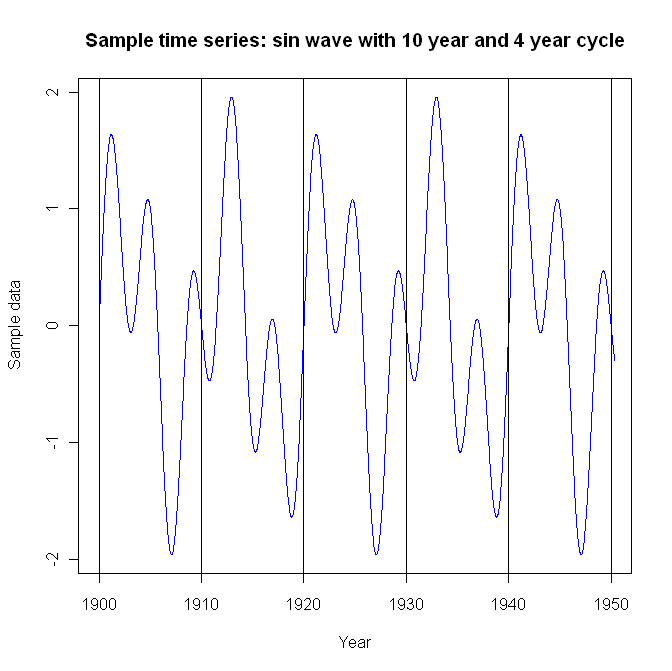 Sample time series: sin wave with 10 year and 4 year cycle
2
1
0
-1
-2
Sample data
1900 1910 1920 1930 1940 1950
Year